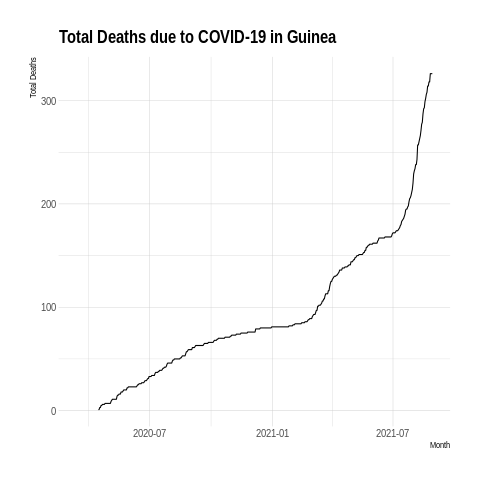 Total Deaths due to COVID-19 in Guinea
Total Deaths
300
200
100
0
2020-07
2021-01
2021-07
Month